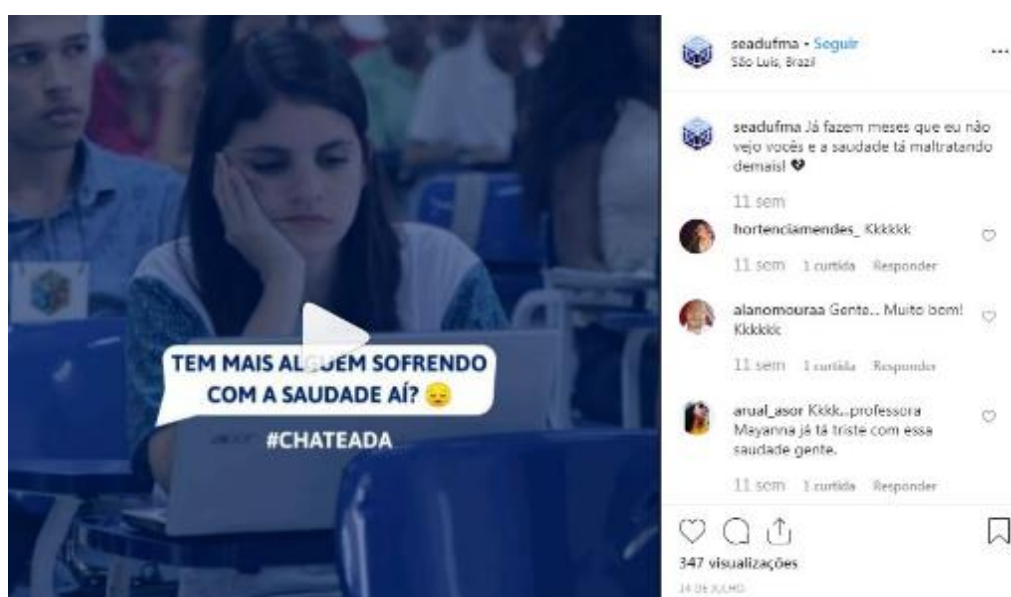 seadufma • Seguir
São Luís, Brazil
seadufma Já fazem meses que eu não
vejo vocês e a saudade tá maltratando
demais! 💔
11 sem
hortenciamendes_ Kkkkkk
11 sem 1 curtida Responder
alanomouraa Gente.. Muito bom!
Kkkkkk
11 sem 1 curtida Responder
arual_asor Kkkk..professora
Mayanna já tá triste com essa
saudade gente.
11 sem 1 curtida Responder
347 visualizações
14 DE JULHO
TEM MAIS ALGUÉM SOFRENDO
COM A SAUDADE AÍ? 😔
acer
#CHATEADA